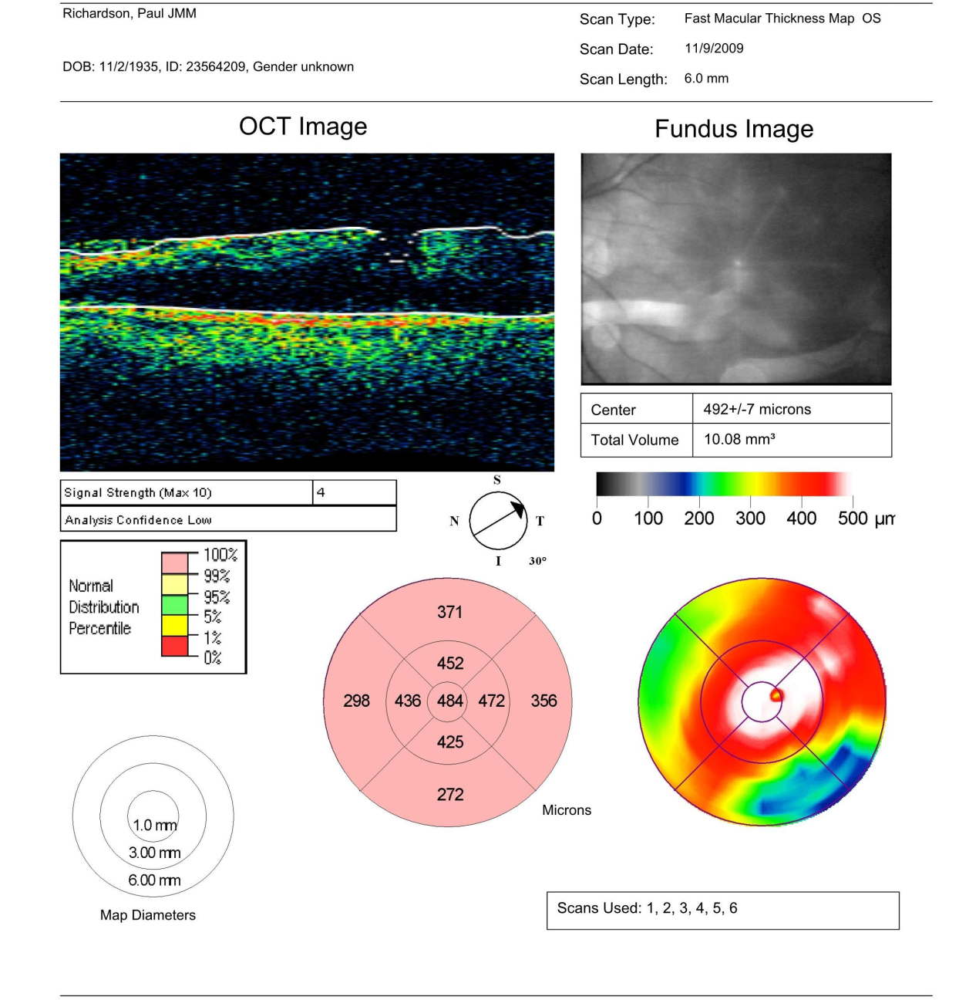 Richardson, Paul JMM
DOB: 11/2/1935, ID: 23564209, Gender unknown
Scan Type: Fast Macular Thickness Map OS
Scan Date: 11/9/2009
Scan Length: 6.0 mm
OCT Image
Fundus Image
Center 492+/-7 microns
Total Volume 10.08 mm³
Signal Strength (Max 10) 4
Analysis Confidence Low
S
N T
I 30°
0 100 200 300 400 500 µm
Normal
Distribution
Percentile
100%
99%
95%
5%
1%
0%
371
452
298 436 484 472 356
425
272
Microns
1.0 mm
3.00 mm
6.00 mm
Map Diameters
Scans Used: 1, 2, 3, 4, 5, 6